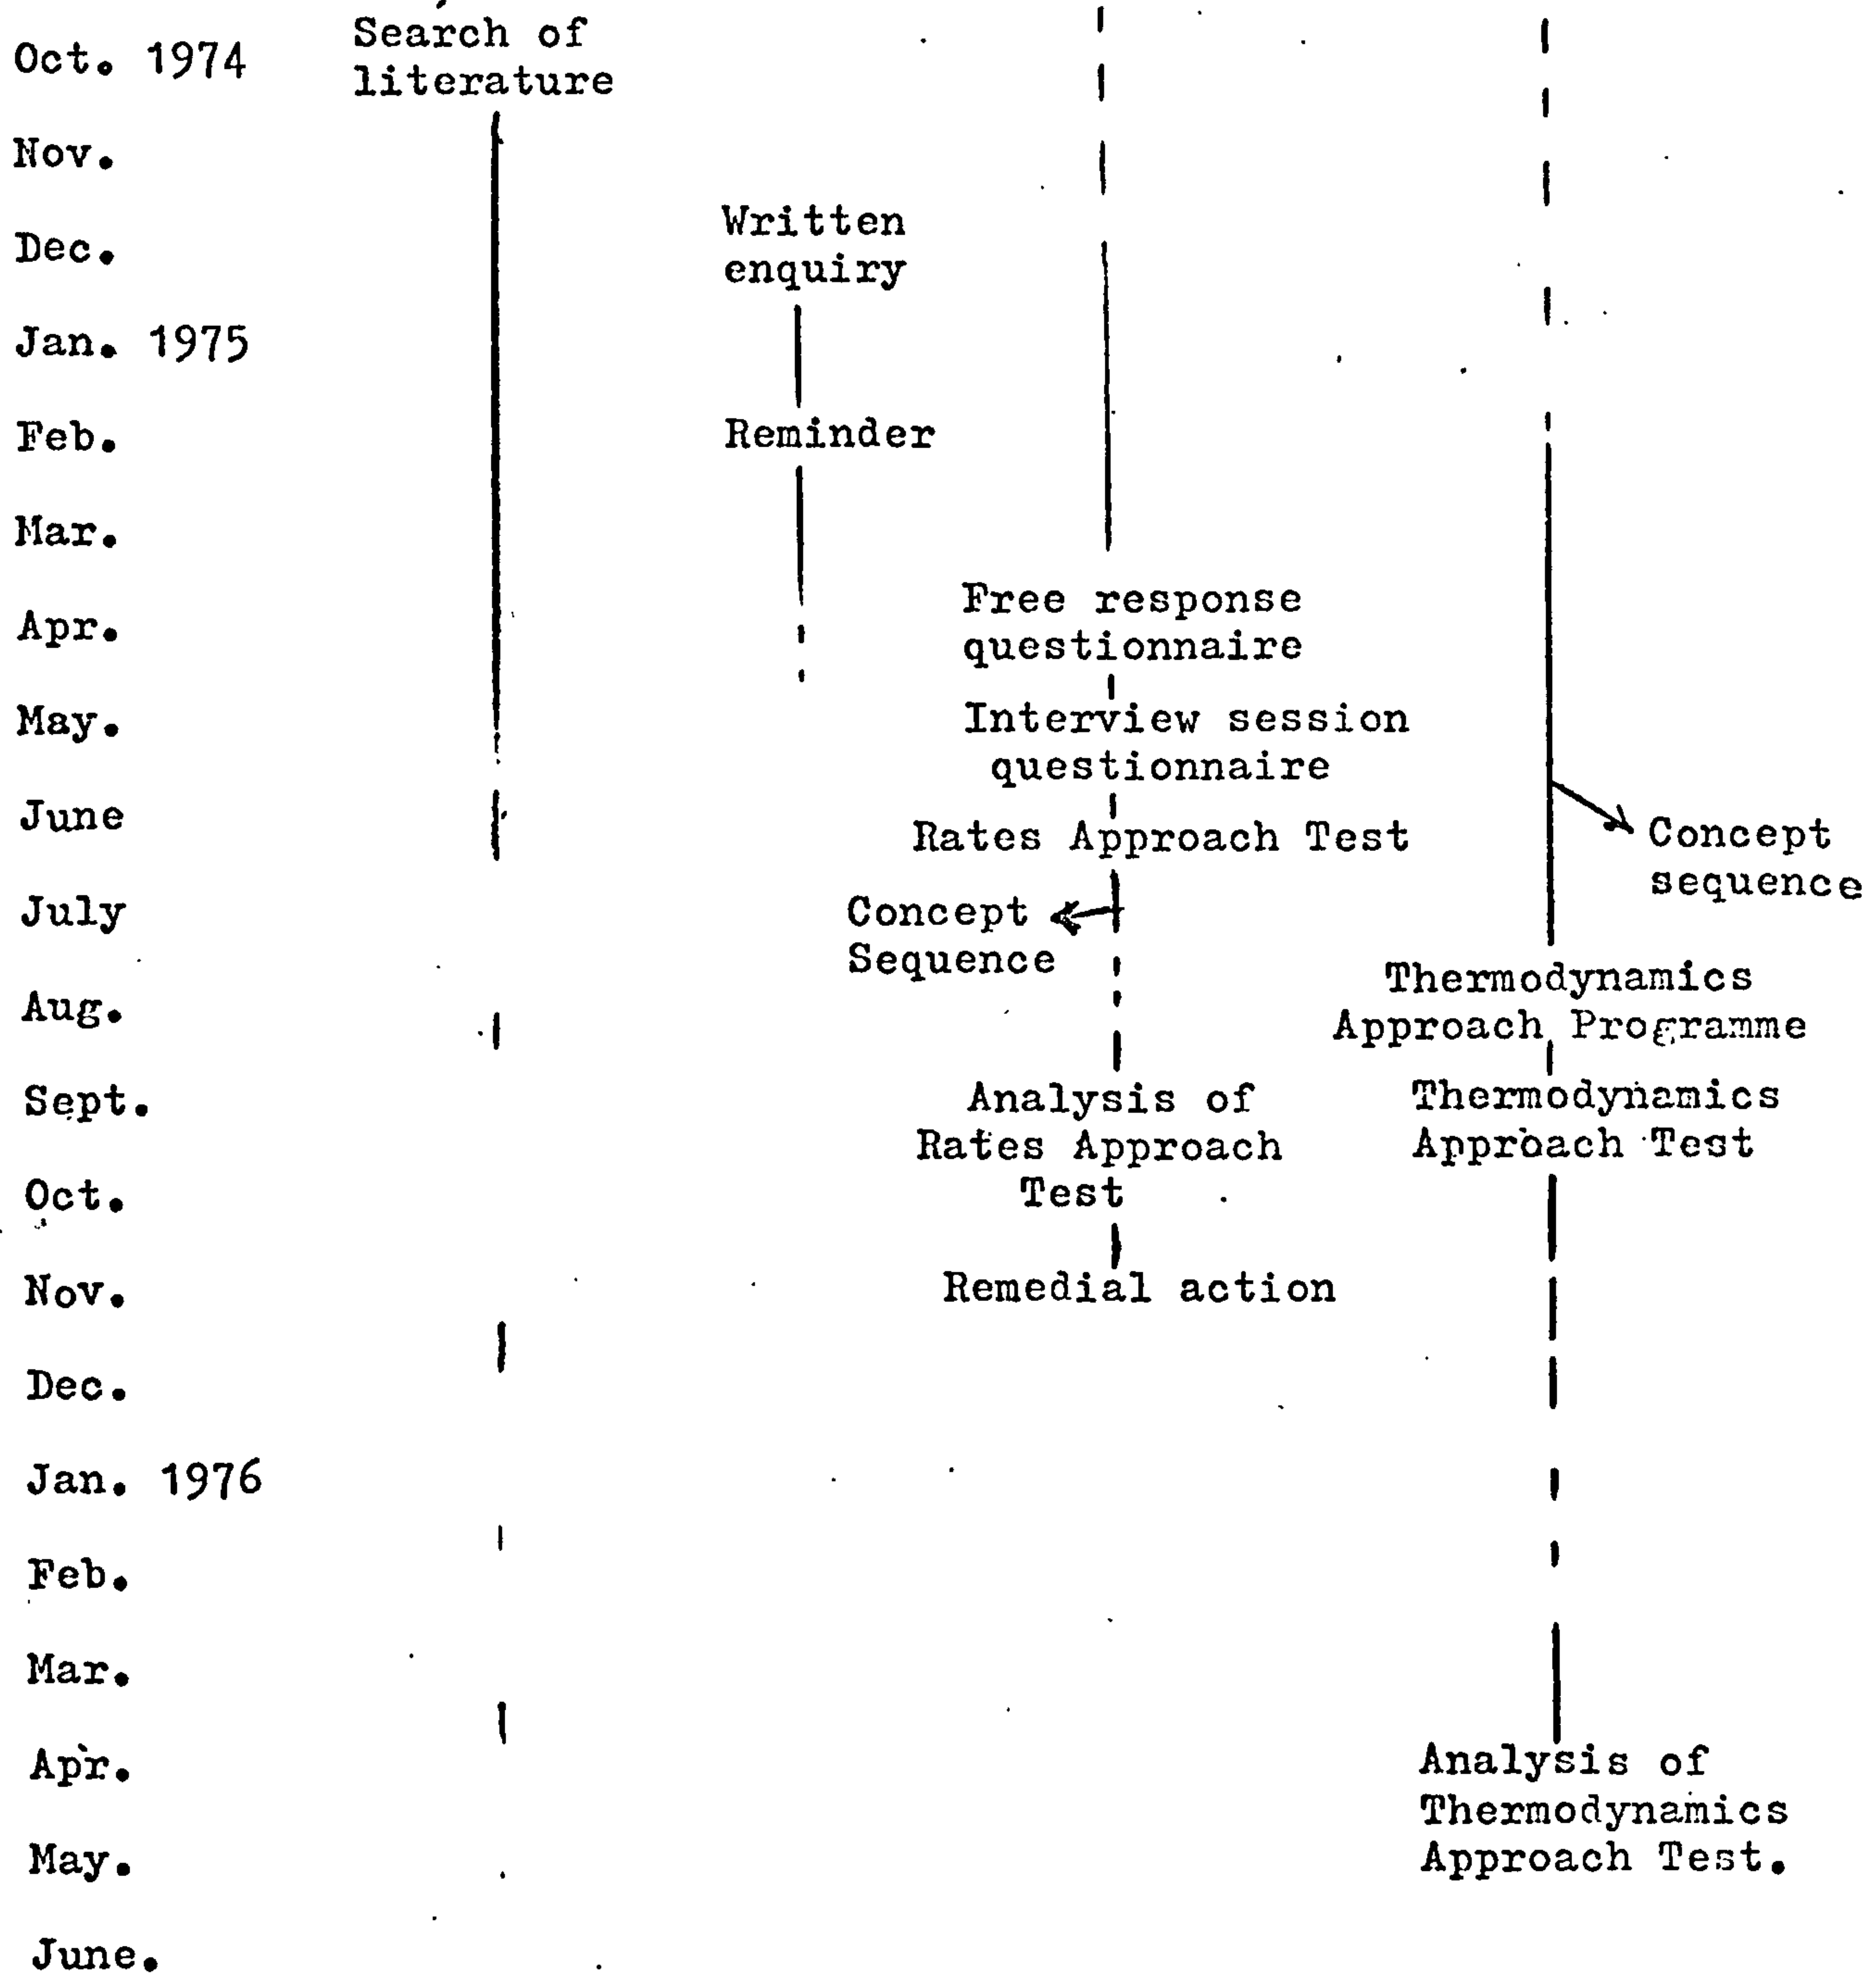 Oct. 1974
Search of
literature
Nov.
Dec.
Written
enquiry
Jan. 1975
Feb.
Reminder
Mar.
Apr.
Free response
questionnaire
May.
Interview session
questionnaire
June
Rates Approach Test
Concept
sequence
July
Concept
Sequence
Aug.
Thermodynamics
Approach Programme
Sept.
Analysis of
Rates Approach
Test
Thermodynamics
Approach Test
Oct.
Nov.
Remedial action
Dec.
Jan. 1976
Feb.
Mar.
Apr.
Analysis of
Thermodynamics
Approach Test.
May.
June.